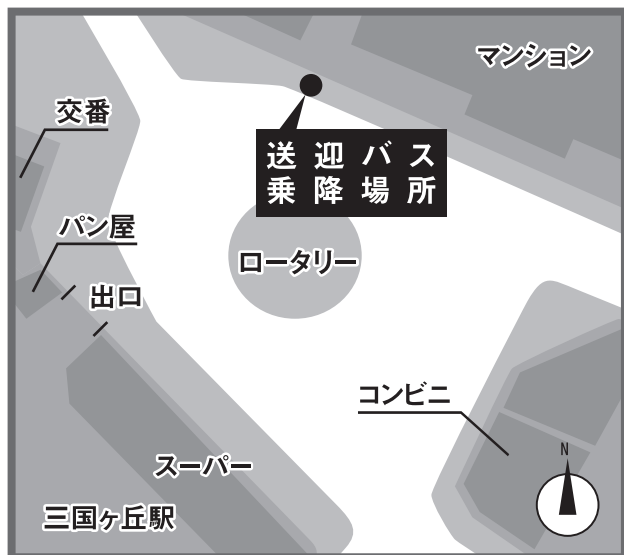 マンション
交番
送迎バス
乗降場所
パン屋
ロータリー
出口
コンビニ
N
スーパー
三国ヶ丘駅